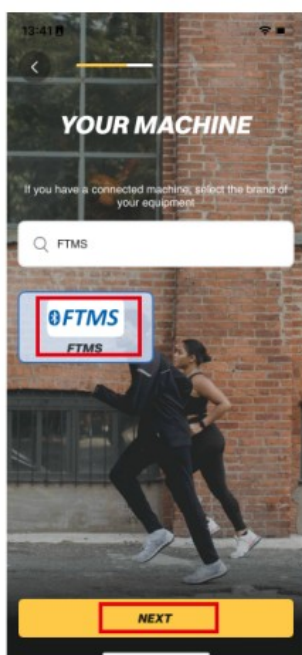 13:41
YOUR MACHINE
If you have a connected machine, select the brand of
your equipment
FTMS
FTMS
FTMS
NEXT